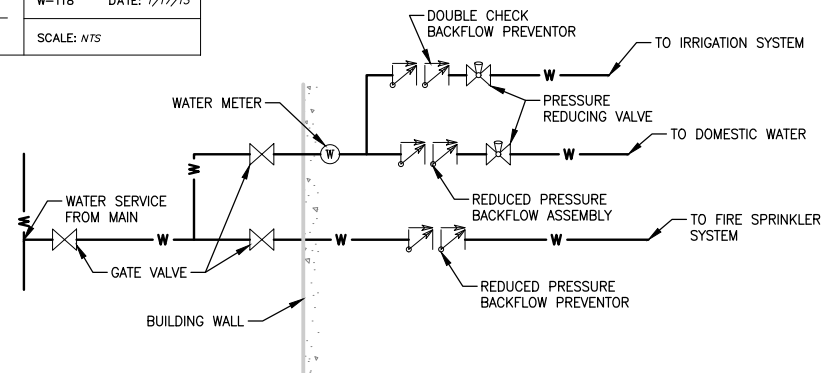 W-118 DATE: 1/17/15
SCALE: NTS
DOUBLE CHECK
BACKFLOW PREVENTOR
TO IRRIGATION SYSTEM
W
WATER METER
PRESSURE
REDUCING VALVE
W
TO DOMESTIC WATER
W
W
WATER SERVICE
FROM MAIN
REDUCED PRESSURE
BACKFLOW ASSEMBLY
W
TO FIRE SPRINKLER
SYSTEM
W
W
W
GATE VALVE
REDUCED PRESSURE
BACKFLOW PREVENTOR
BUILDING WALL